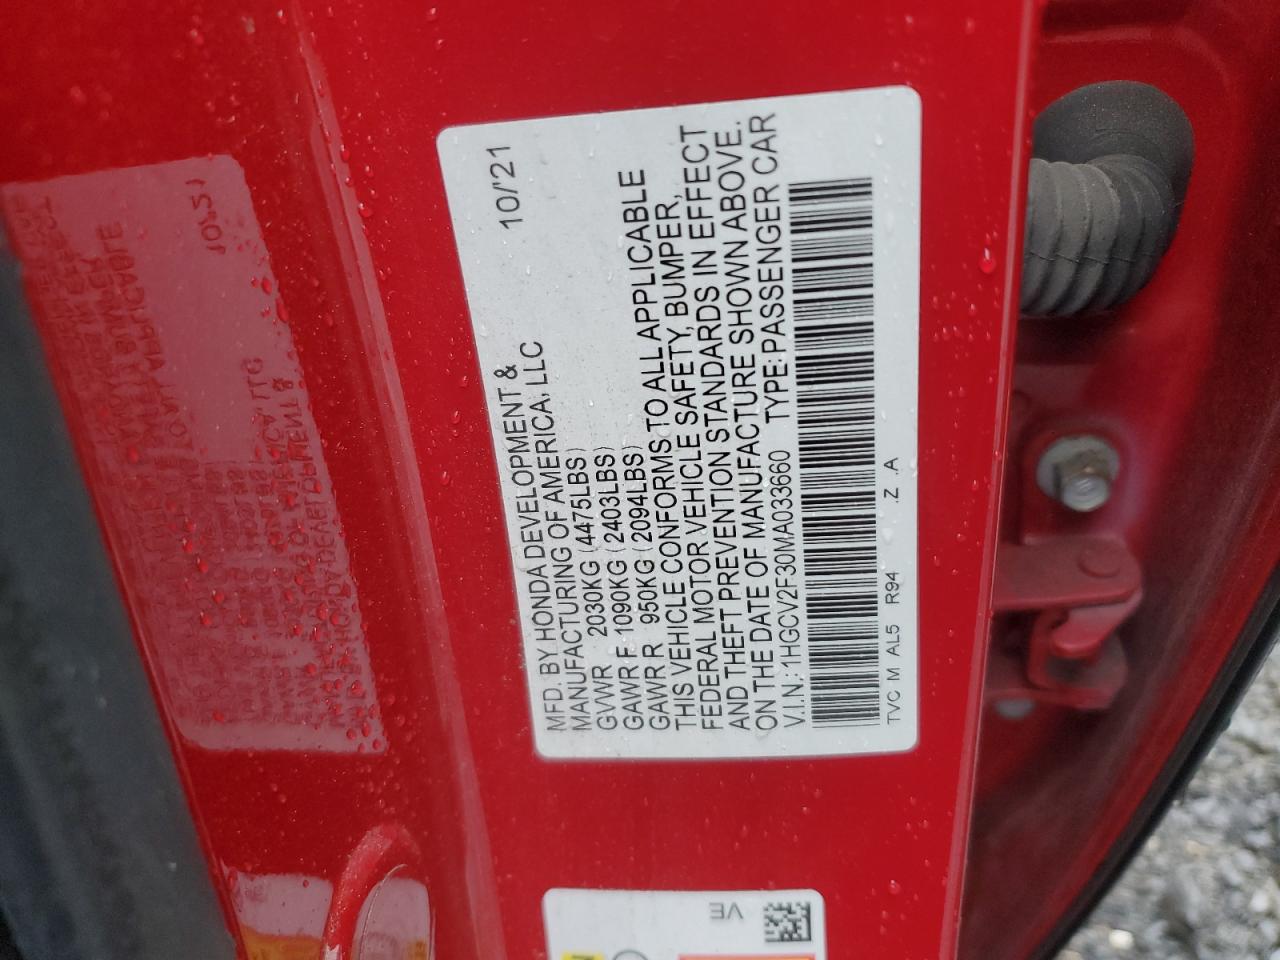 10/'21
MFD. BY HONDA DEVELOPMENT &
MANUFACTURING OF AMERICA, LLC
GVWR 2030KG (4475LBS)
GAWR F 1090KG (2403LBS)
GAWR R 950KG (2094LBS)
THIS VEHICLE CONFORMS TO ALL APPLICABLE
FEDERAL MOTOR VEHICLE SAFETY, BUMPER,
AND THEFT PREVENTION STANDARDS IN EFFECT
ON THE DATE OF MANUFACTURE SHOWN ABOVE.
V.I.N.: 1HGCV2F30MA033660 TYPE: PASSENGER CAR
TVC M AL5 R94 .Z .A
VE